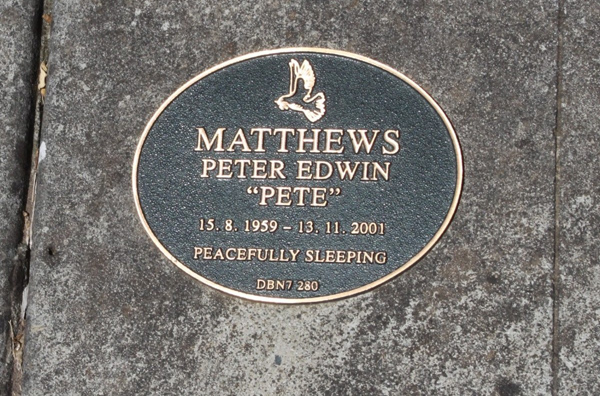 MATTHEWS
PETER EDWIN
“PETE”
15. 8. 1959 – 13. 11. 2001
PEACEFULLY SLEEPING
DBN7 280